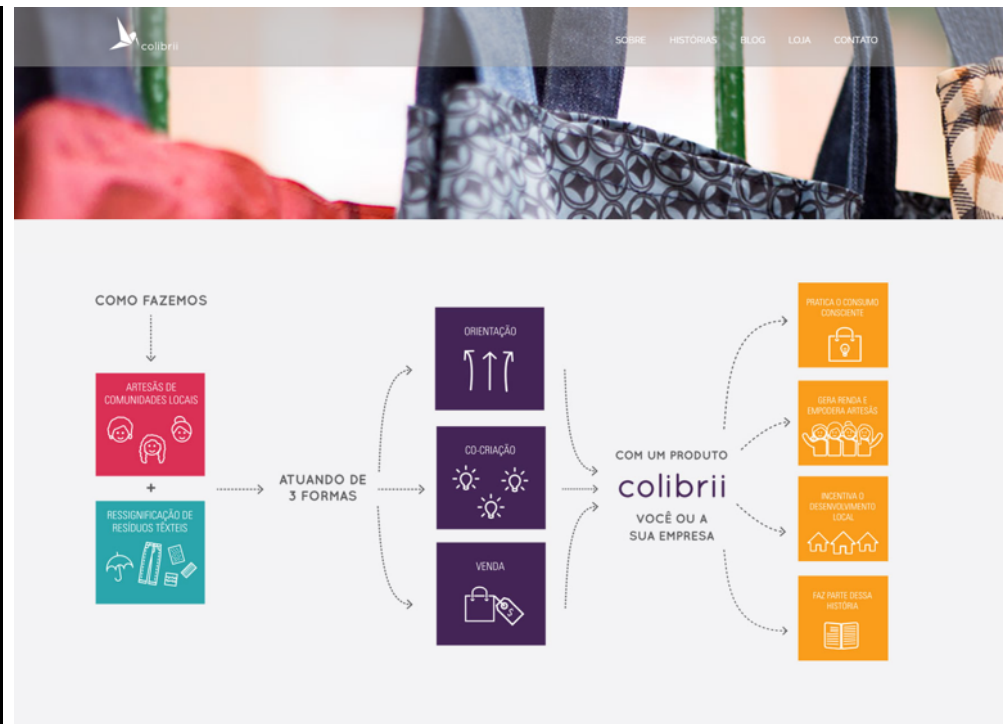 colibrii
SOBRE HISTÓRIAS BLOG LOJA CONTATO
COMO FAZEMOS
ARTESÃS DE
COMUNIDADES LOCAIS
+
RESSIGNIFICAÇÃO DE
RESÍDUOS TÊXTEIS
ATUANDO DE
3 FORMAS
ORIENTAÇÃO
CO-CRIAÇÃO
VENDA
$
COM UM PRODUTO
colibrii
VOCÊ OU A
SUA EMPRESA
PRATICA O CONSUMO
CONSCIENTE
GERA RENDA E
EMPODERA ARTESÃS
INCENTIVA O
DESENVOLVIMENTO
LOCAL
FAZ PARTE DESSA
HISTÓRIA